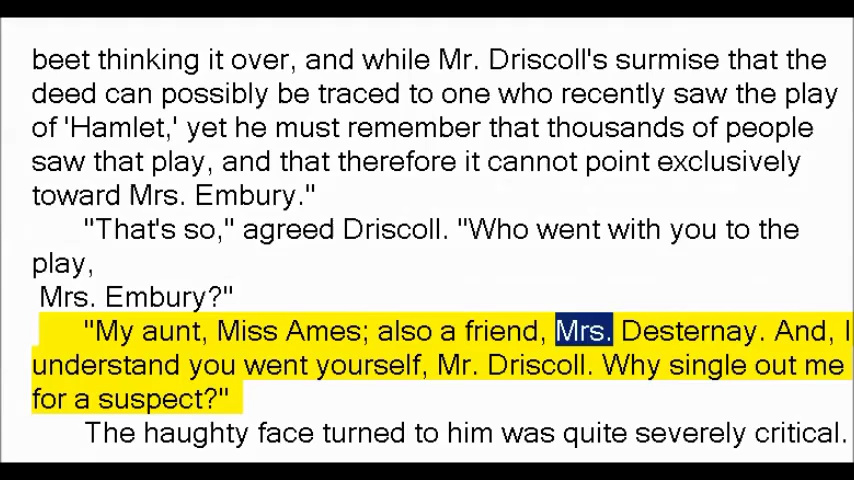 beet thinking it over, and while Mr. Driscoll's surmise that the
deed can possibly be traced to one who recently saw the play
of 'Hamlet,' yet he must remember that thousands of people
saw that play, and that therefore it cannot point exclusively
toward Mrs. Embury."
"That's so," agreed Driscoll. "Who went with you to the
play,
Mrs. Embury?"
"My aunt, Miss Ames; also a friend, Mrs. Desternay. And, I
understand you went yourself, Mr. Driscoll. Why single out me
for a suspect?"
The haughty face turned to him was quite severely critical.